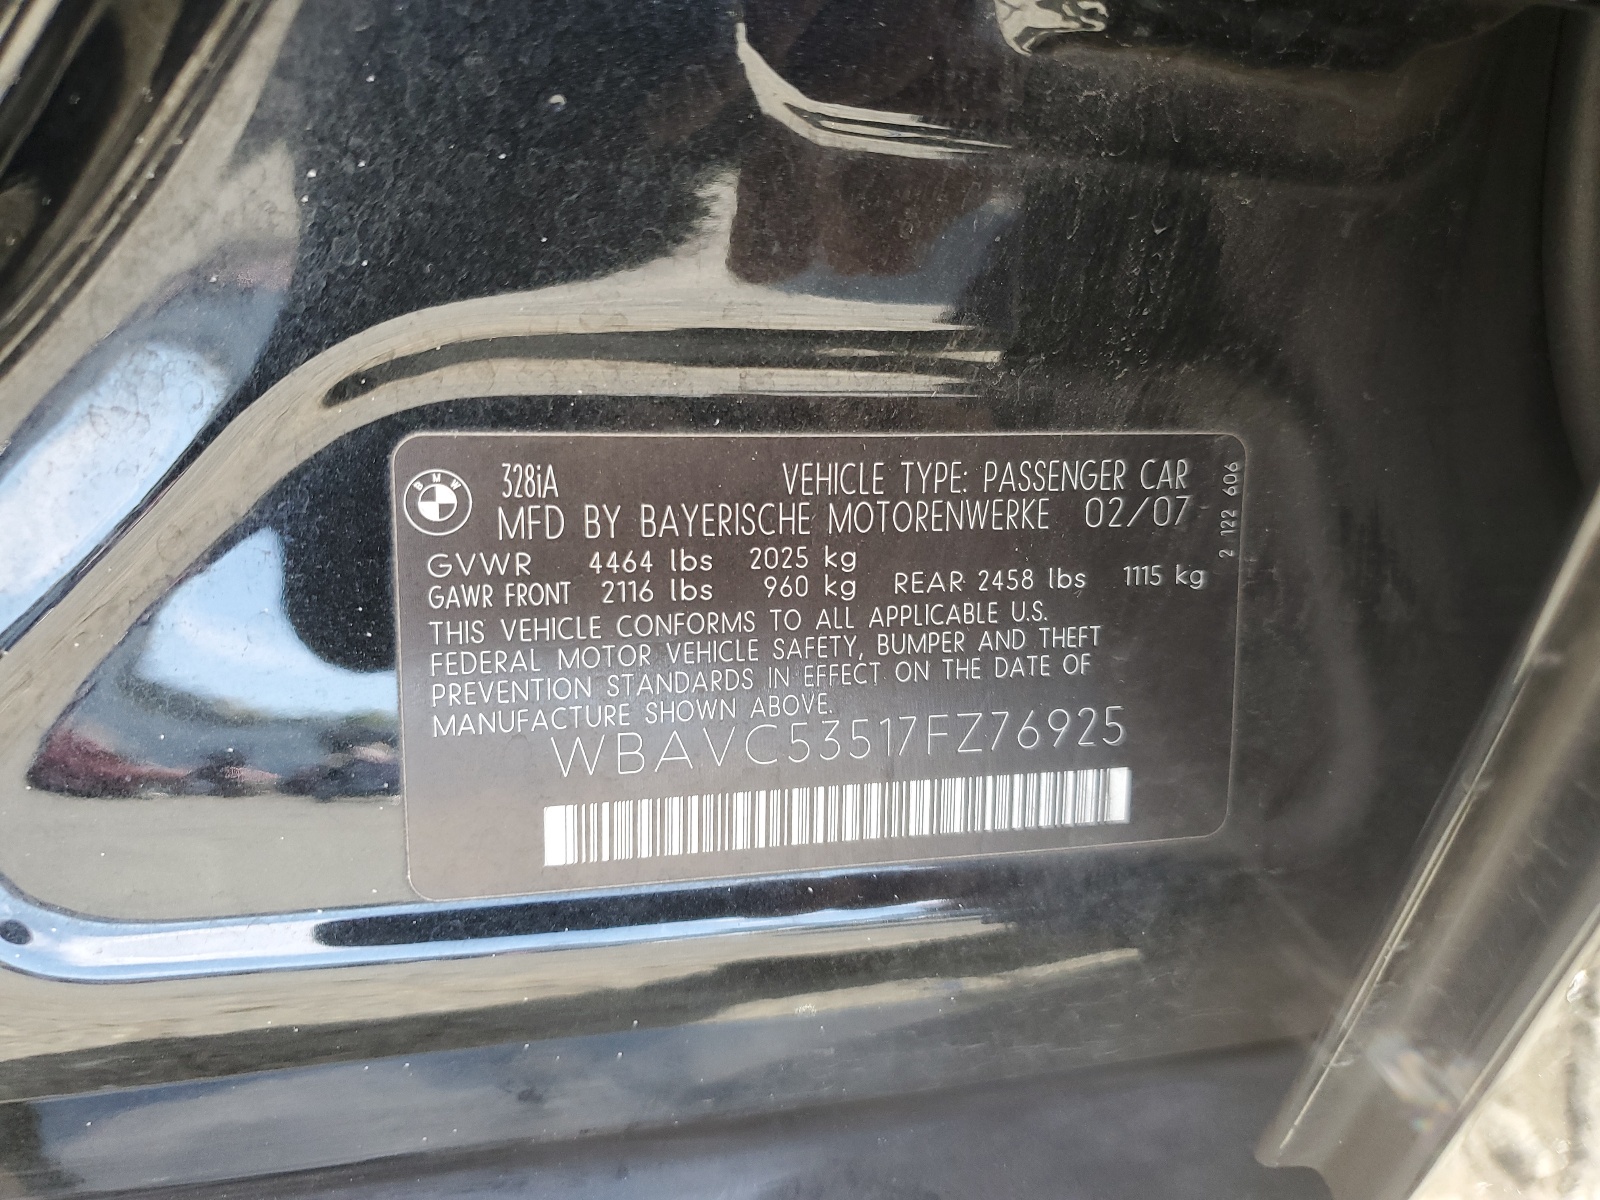 BMW
328iA VEHICLE TYPE: PASSENGER CAR
MFD BY BAYERISCHE MOTORENWERKE 02/07
GVWR 4464 lbs 2025 kg
GAWR FRONT 2116 lbs 960 kg REAR 2458 lbs 1115 kg
THIS VEHICLE CONFORMS TO ALL APPLICABLE U.S.
FEDERAL MOTOR VEHICLE SAFETY, BUMPER AND THEFT
PREVENTION STANDARDS IN EFFECT ON THE DATE OF
MANUFACTURE SHOWN ABOVE.
WBAVC53517FZ76925
2 122 606